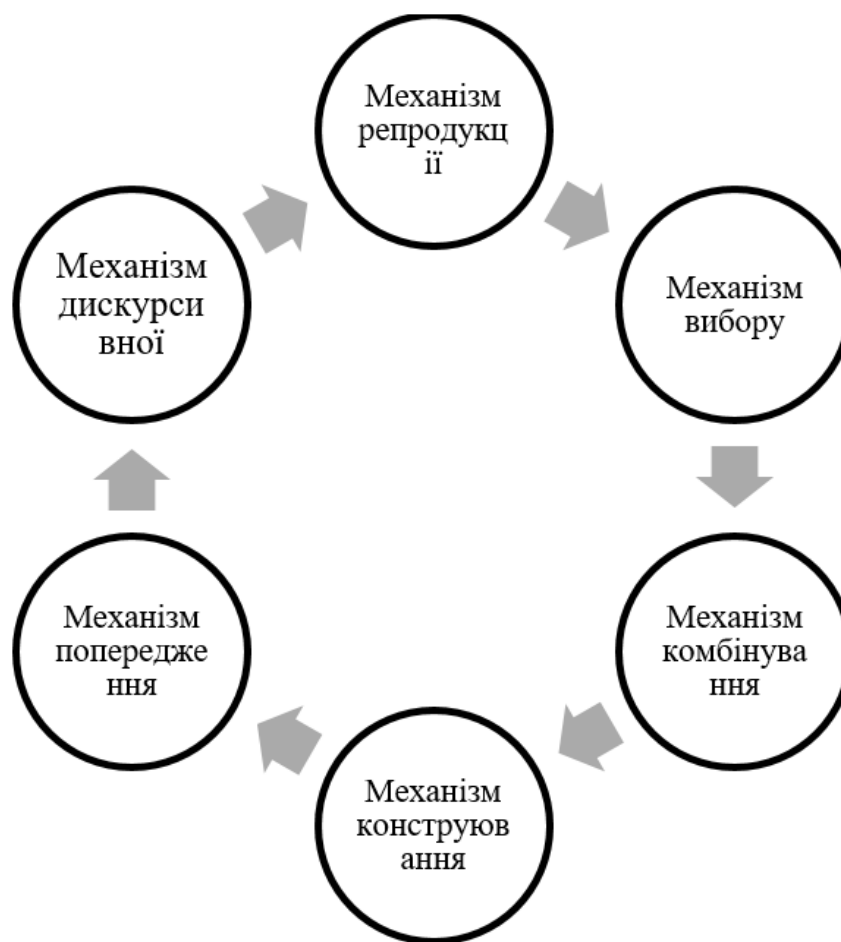 Механізм
репродукц
ії
Механізм
вибору
Механізм
комбінува
ння
Механізм
конструюв
ання
Механізм
попередже
ння
Механізм
дискурси
вної